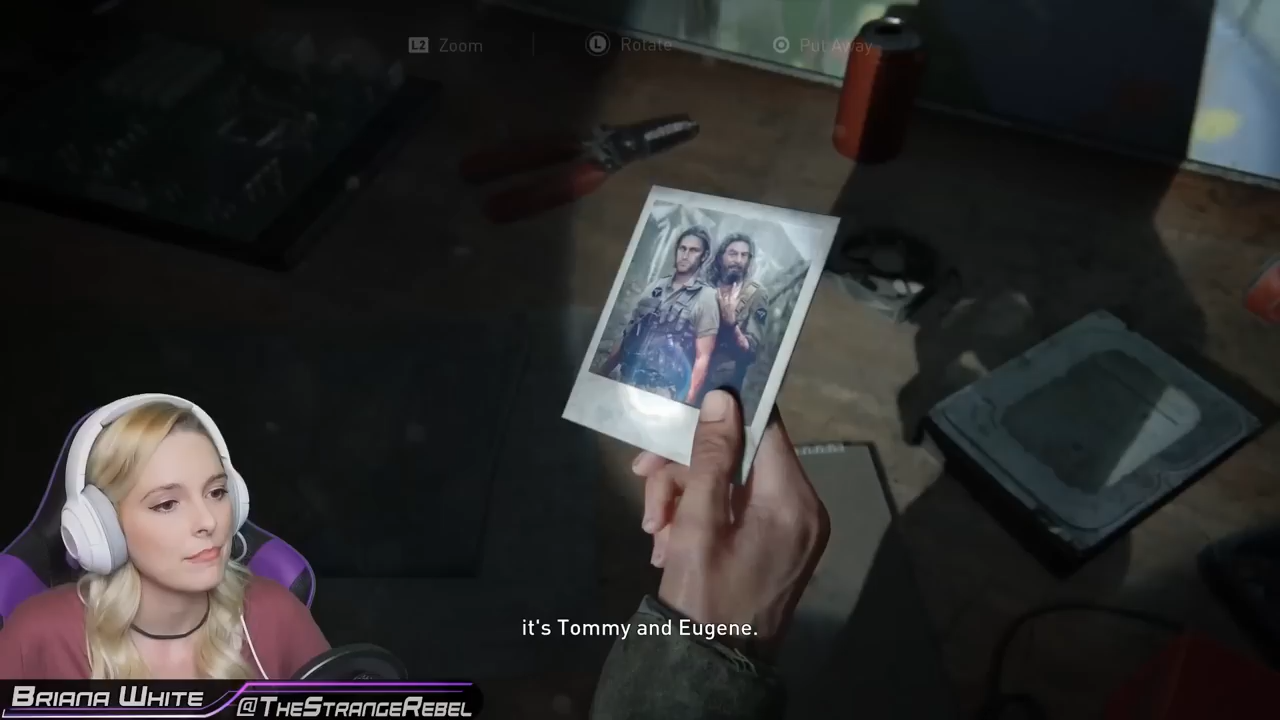 L2 Zoom L Rotate Put Away
it's Tommy and Eugene.
BRIANA WHITE @THESTRANGEREBEL